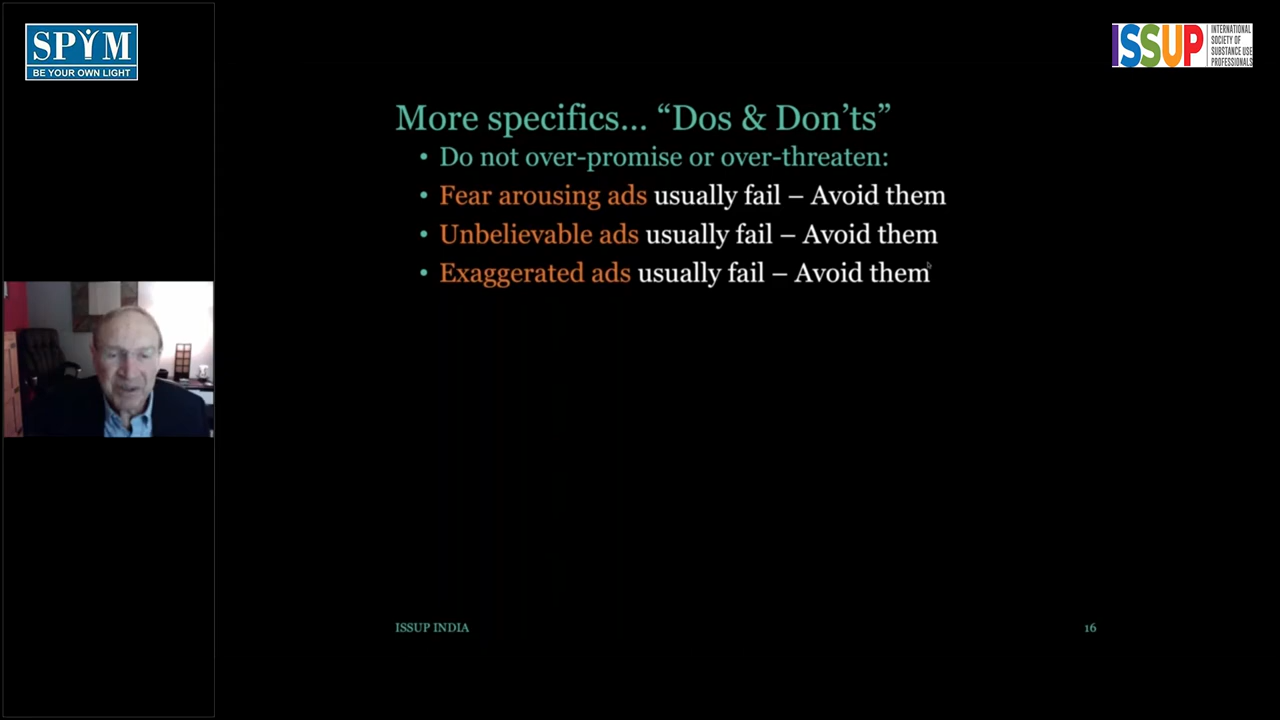 SPYM
BE YOUR OWN LIGHT
ISSUP
INTERNATIONAL
SOCIETY OF
SUBSTANCE USE
PROFESSIONALS
More specifics... “Dos & Don’ts”
• Do not over-promise or over-threaten:
• Fear arousing ads usually fail – Avoid them
• Unbelievable ads usually fail – Avoid them
• Exaggerated ads usually fail – Avoid them
ISSUP INDIA
16